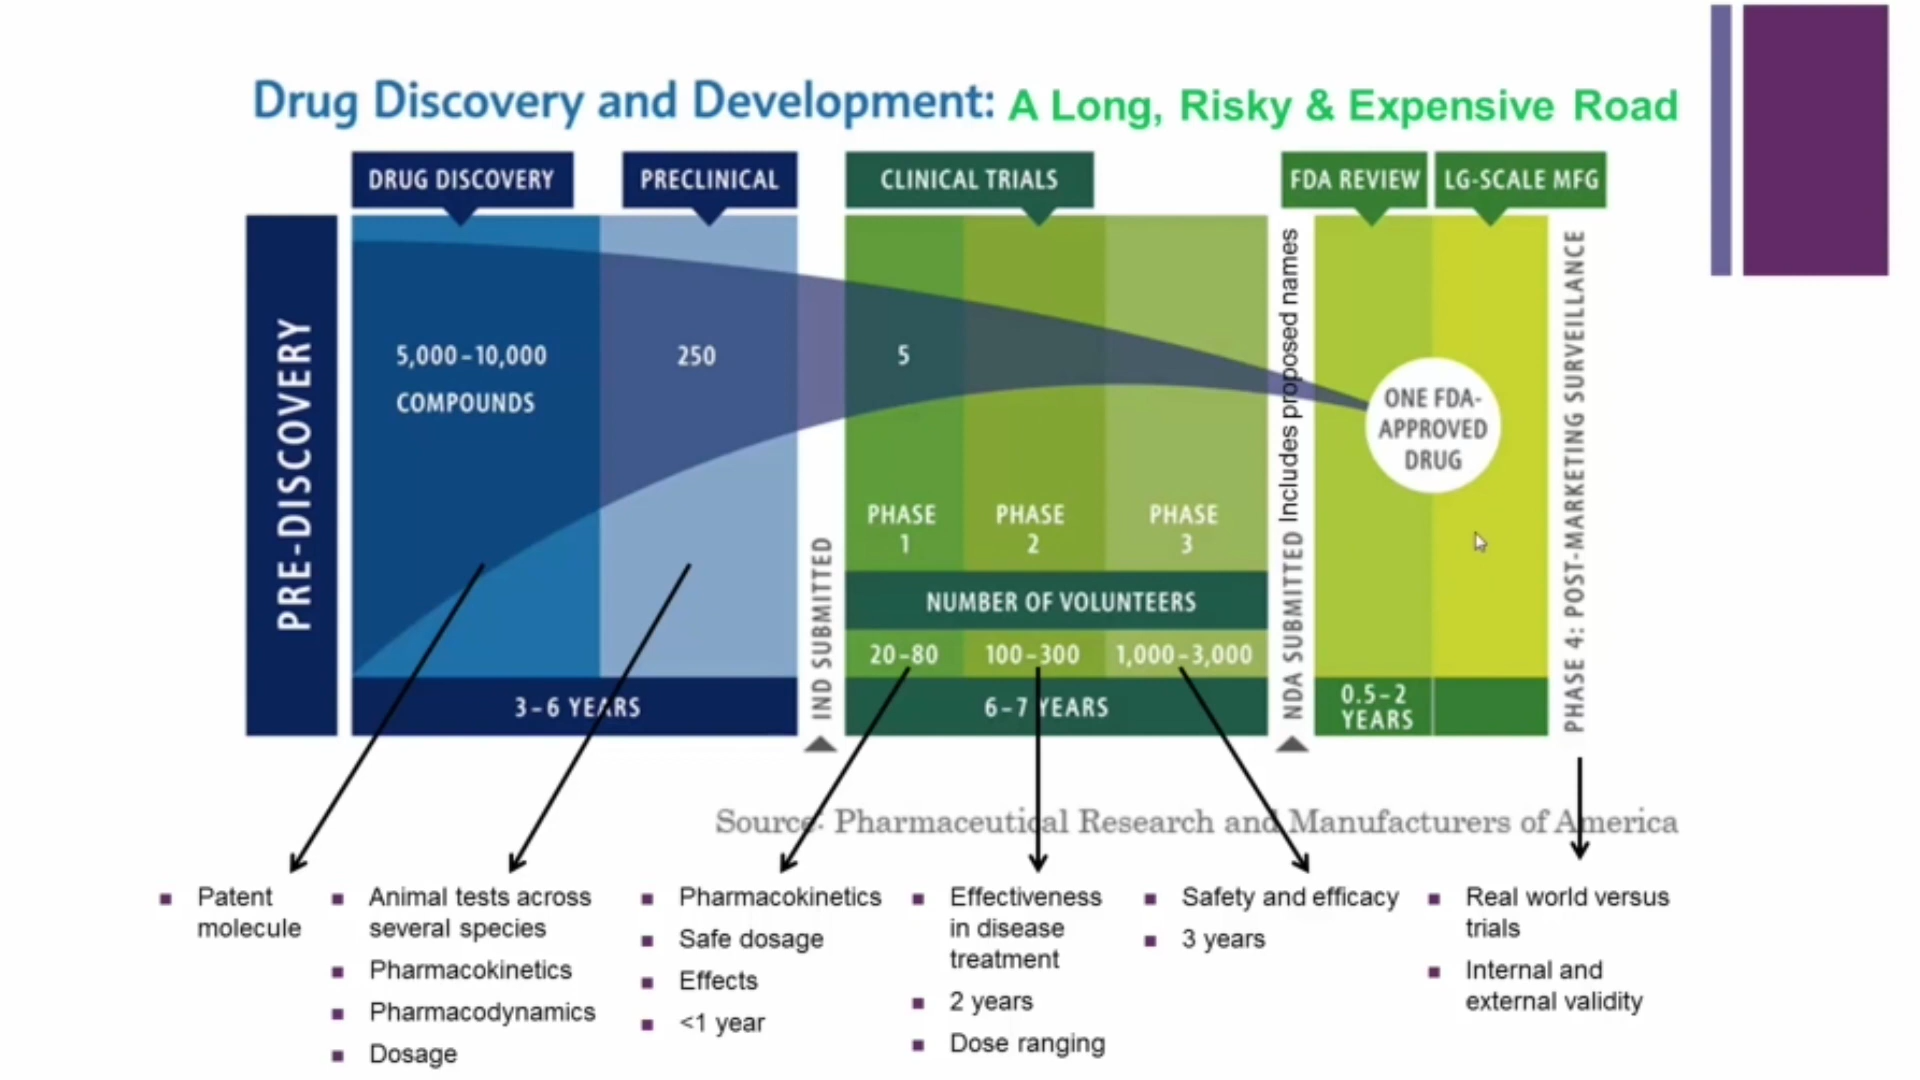 Drug Discovery and Development: A Long, Risky & Expensive Road
DRUG DISCOVERY
PRECLINICAL
CLINICAL TRIALS
FDA REVIEW
LG-SCALE MFG
PRE-DISCOVERY
5,000–10,000
COMPOUNDS
250
5
IND SUBMITTED
PHASE
1
PHASE
2
PHASE
3
NUMBER OF VOLUNTEERS
20–80
100–300
1,000–3,000
3–6 YEARS
6–7 YEARS
NDA SUBMITTED Includes proposed names
ONE FDA-
APPROVED
DRUG
0.5–2
YEARS
PHASE 4: POST-MARKETING SURVEILLANCE
Source: Pharmaceutical Research and Manufacturers of America
Patent
molecule
Animal tests across
several species
Pharmacokinetics
Pharmacodynamics
Dosage
Pharmacokinetics
Safe dosage
Effects
<1 year
Effectiveness
in disease
treatment
2 years
Dose ranging
Safety and efficacy
3 years
Real world versus
trials
Internal and
external validity